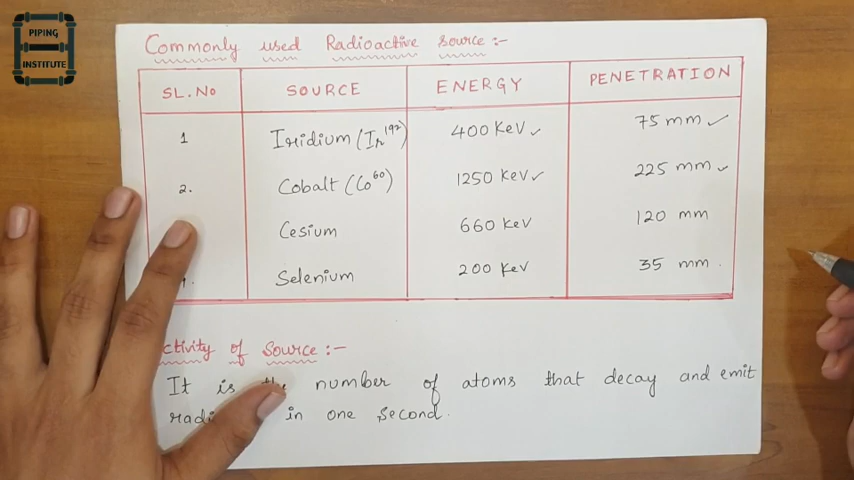 PIPING
INSTITUTE
Commonly used Radioactive source :-
SL.No SOURCE ENERGY PENETRATION
1 Iridium (Ir192) 400 KeV ✓ 75 mm ✓
2. Cobalt (Co60) 1250 KeV ✓ 225 mm ✓
Cesium 660 KeV 120 mm
Selenium 200 KeV 35 mm
ctivity of Source :-
It is the number of atoms that decay and emit
radi in one second.